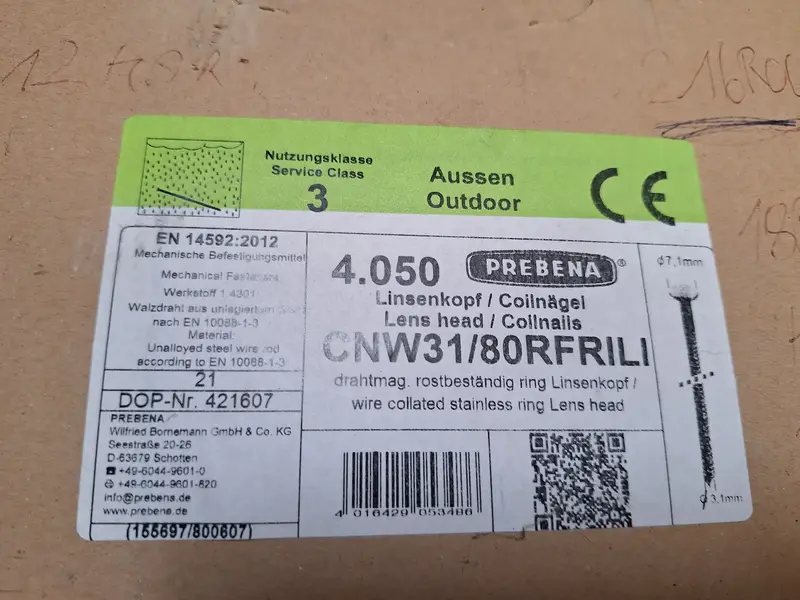 Nutzungsklasse
Service Class
3
Aussen
Outdoor
CE
EN 14592:2012
Mechanische Befestigungsmittel
Mechanical Fasteners
Werkstoff 1.4301
Walzdraht aus unlegiertem
nach EN 10088-1-3
Material:
Unalloyed steel wire rod
according to EN 10088-1-3
21
DOP-Nr. 421607
PREBENA
Wilfried Bornemann GmbH & Co. KG
Seestraße 20-26
D-63679 Schotten
+49-6044-9601-0
+49-6044-9601-820
info@prebena.de
www.prebena.de
(155697/800607)
4.050
PREBENA®
Linsenkopf / Coilnägel
Lens head / Coilnails
CNW31/80RFRILI
drahtmag. rostbeständig ring Linsenkopf /
wire collated stainless ring Lens head
4 016429 053486
ø7,1mm
ø3,1mm